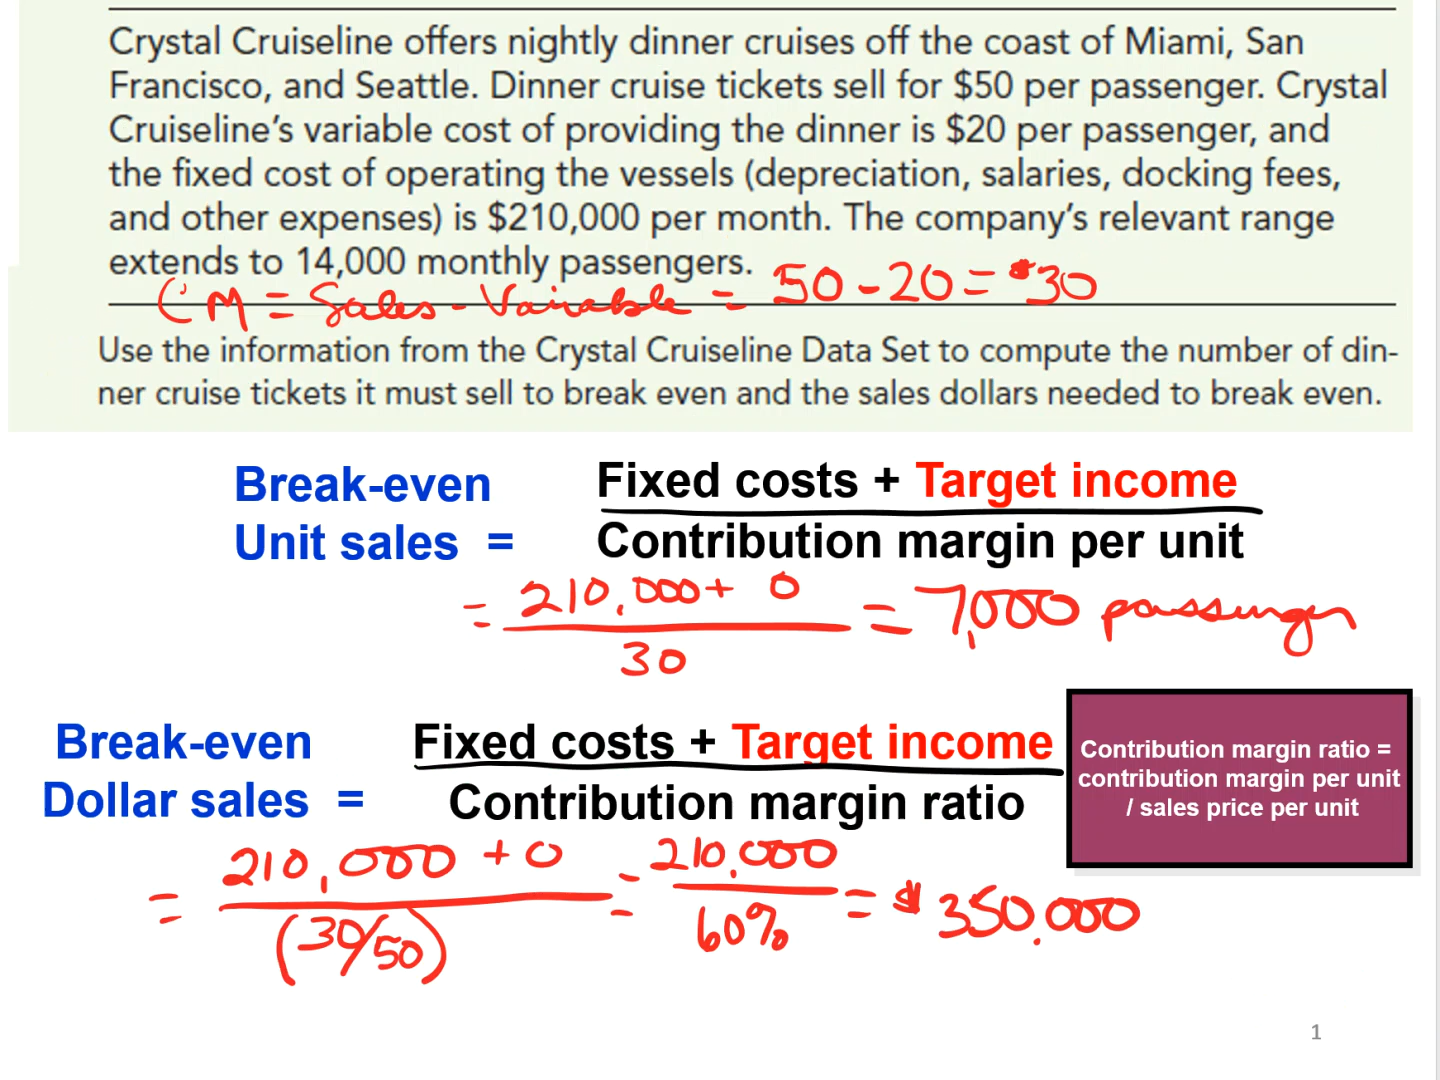 Crystal Cruiseline offers nightly dinner cruises off the coast of Miami, San
Francisco, and Seattle. Dinner cruise tickets sell for $50 per passenger. Crystal
Cruiseline's variable cost of providing the dinner is $20 per passenger, and
the fixed cost of operating the vessels (depreciation, salaries, docking fees,
and other expenses) is $210,000 per month. The company's relevant range
extends to 14,000 monthly passengers.
CM = Sales - Variable = 50 - 20 = $30
Use the information from the Crystal Cruiseline Data Set to compute the number of din-
ner cruise tickets it must sell to break even and the sales dollars needed to break even.
Break-even
Unit sales =
Fixed costs + Target income
Contribution margin per unit
= 210,000 + 0
30
= 7,000 passenger
Break-even
Dollar sales =
Fixed costs + Target income
Contribution margin ratio
Contribution margin ratio =
contribution margin per unit
/ sales price per unit
= 210,000 + 0
(30/50)
= 210,000
60%
= $350.000
1